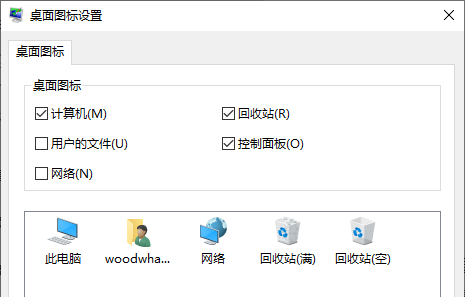 桌面图标设置
桌面图标
桌面图标
计算机(M) 回收站(R)
用户的文件(U) 控制面板(O)
网络(N)
此电脑 woodwha... 网络 回收站(满) 回收站(空)